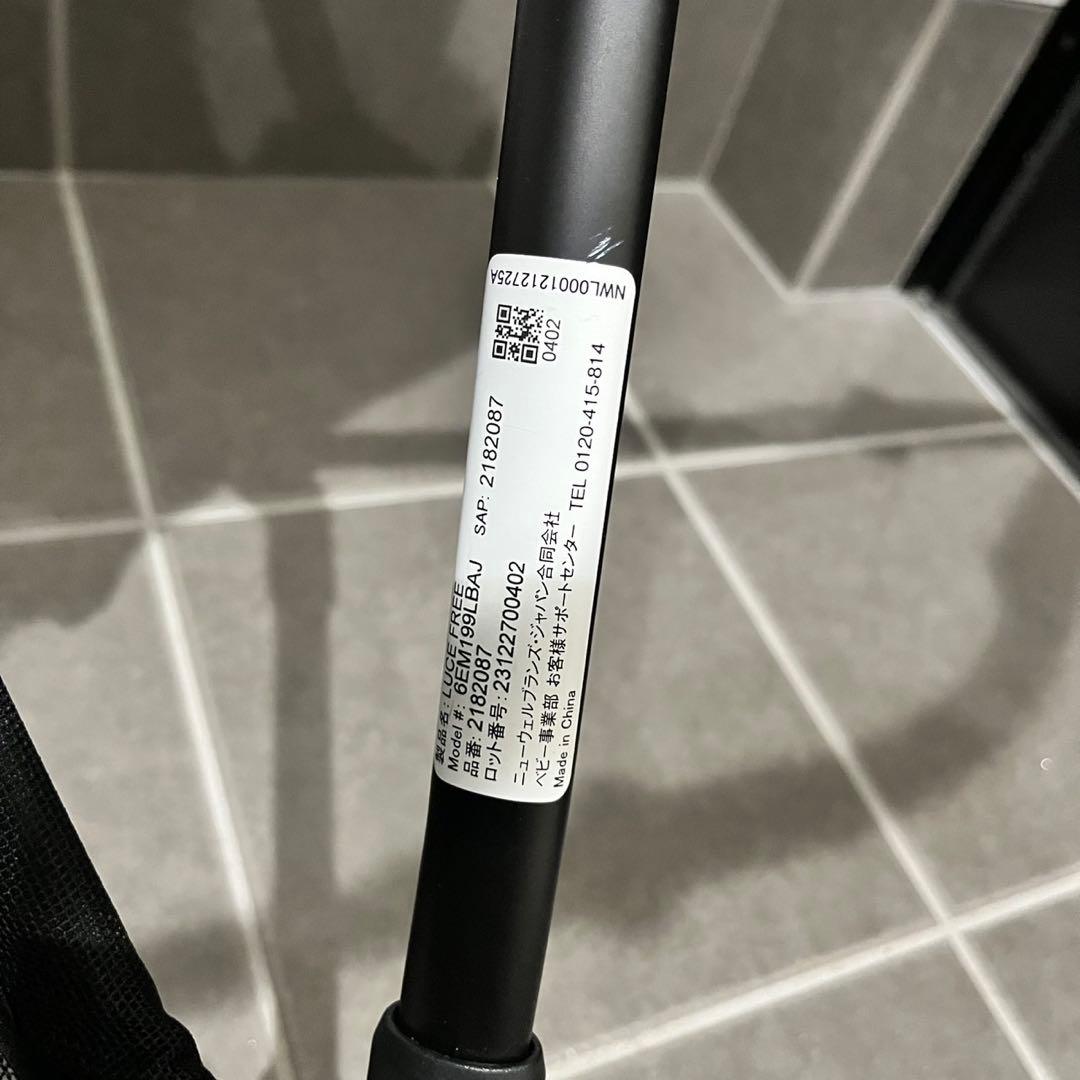 製品名: LUCE FREE
Model #: 6EM199LBAJ SAP: 2182087
品番: 2182087
ロット番号: 23122700402
ニューウェルブランズ・ジャパン合同会社
ベビー事業部 お客様サポートセンター TEL 0120-415-814
Made in China
0402
NWL0001212725A